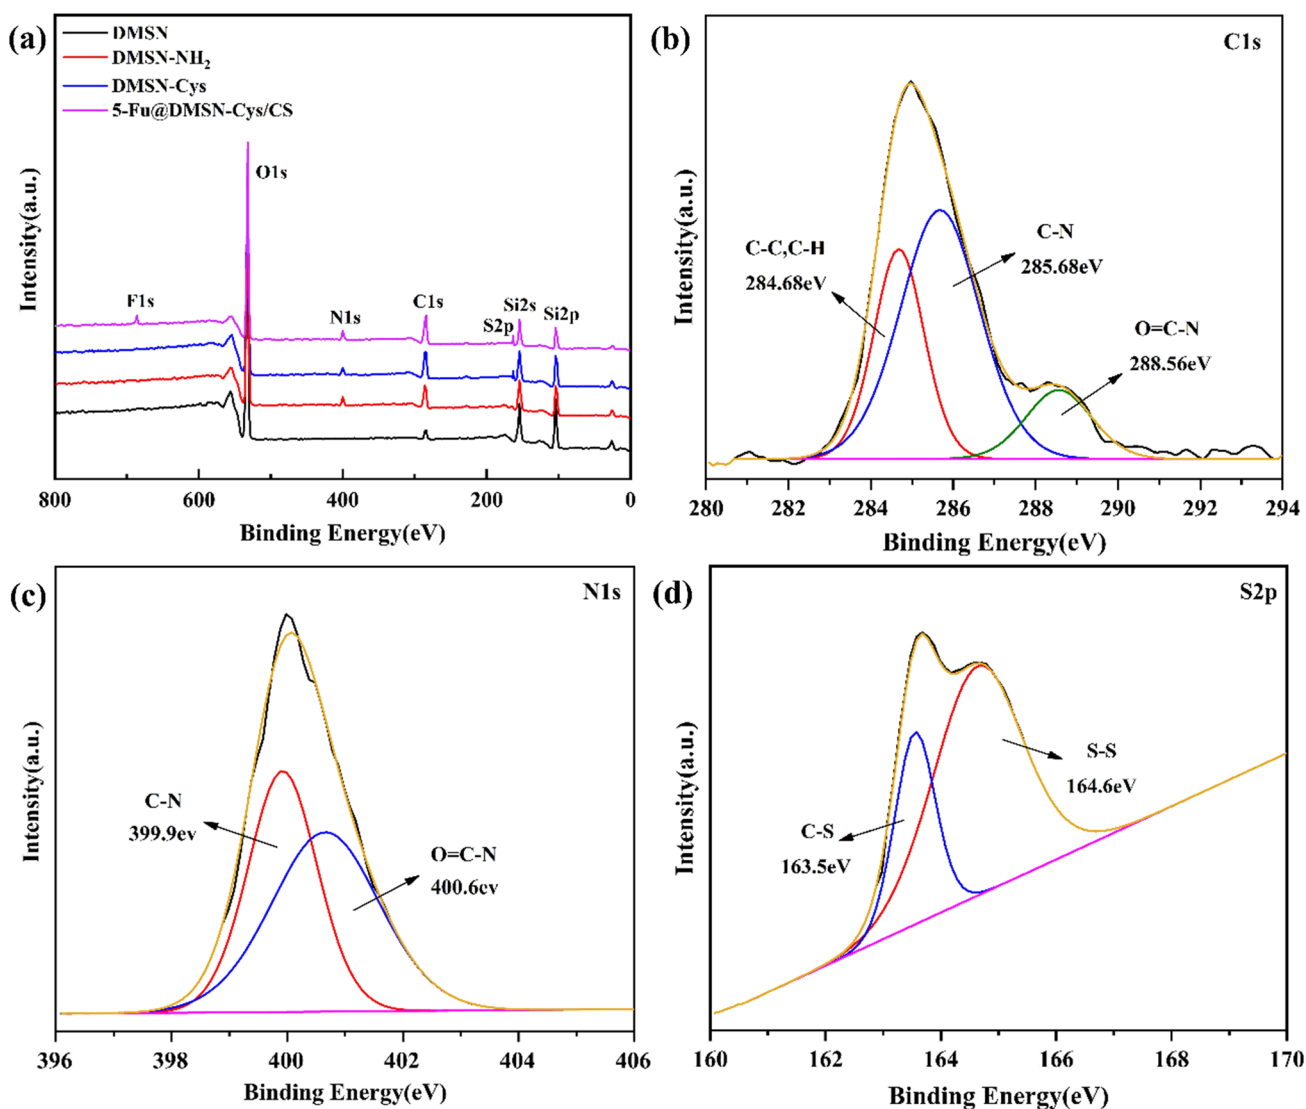 (a)
DMSN
DMSN-NH2
DMSN-Cys
5-Fu@DMSN-Cys/CS
O1s
F1s
N1s
C1s
S2p
Si2s
Si2p
Intensity(a.u.)
800 600 400 200 0
Binding Energy(eV)
(b)
C1s
C-C,C-H
284.68eV
C-N
285.68eV
O=C-N
288.56eV
Intensity(a.u.)
280 282 284 286 288 290 292 294
Binding Energy(eV)
(c)
N1s
C-N
399.9ev
O=C-N
400.6ev
Intensity(a.u.)
396 398 400 402 404 406
Binding Energy(eV)
(d)
S2p
S-S
164.6eV
C-S
163.5eV
Intensity(a.u.)
160 162 164 166 168 170
Binding Energy(eV)